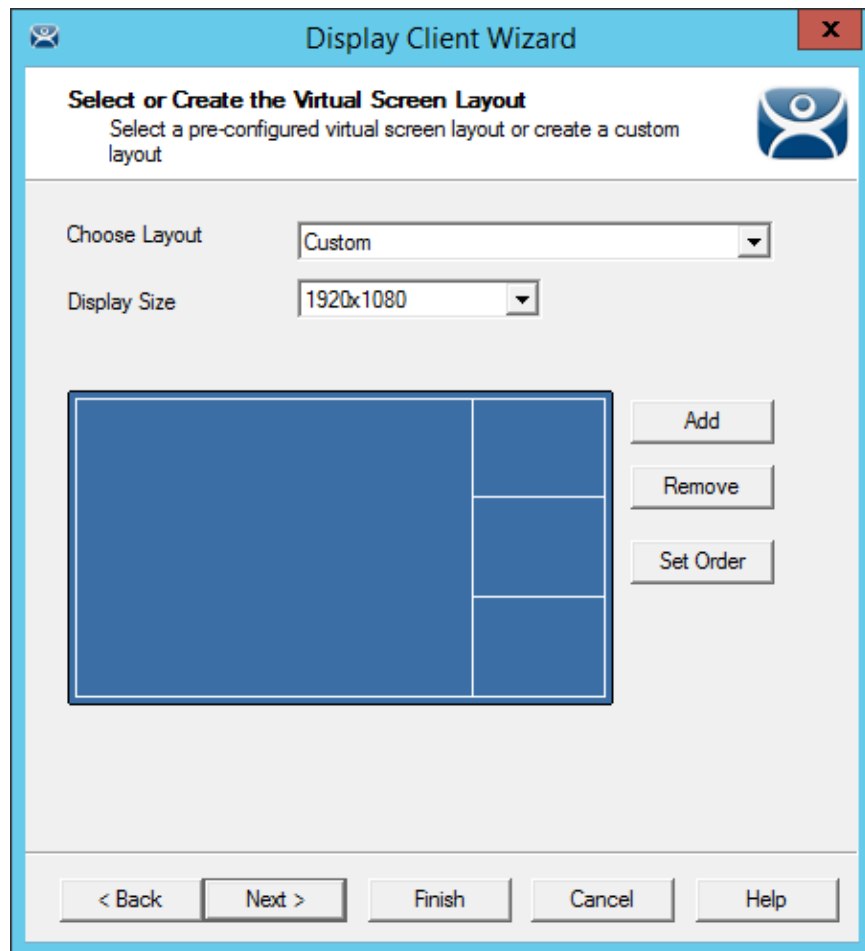 Display Client Wizard
x
Select or Create the Virtual Screen Layout
Select a pre-configured virtual screen layout or create a custom
layout
Choose Layout
Custom
Display Size
1920x1080
Add
Remove
Set Order
< Back
Next >
Finish
Cancel
Help